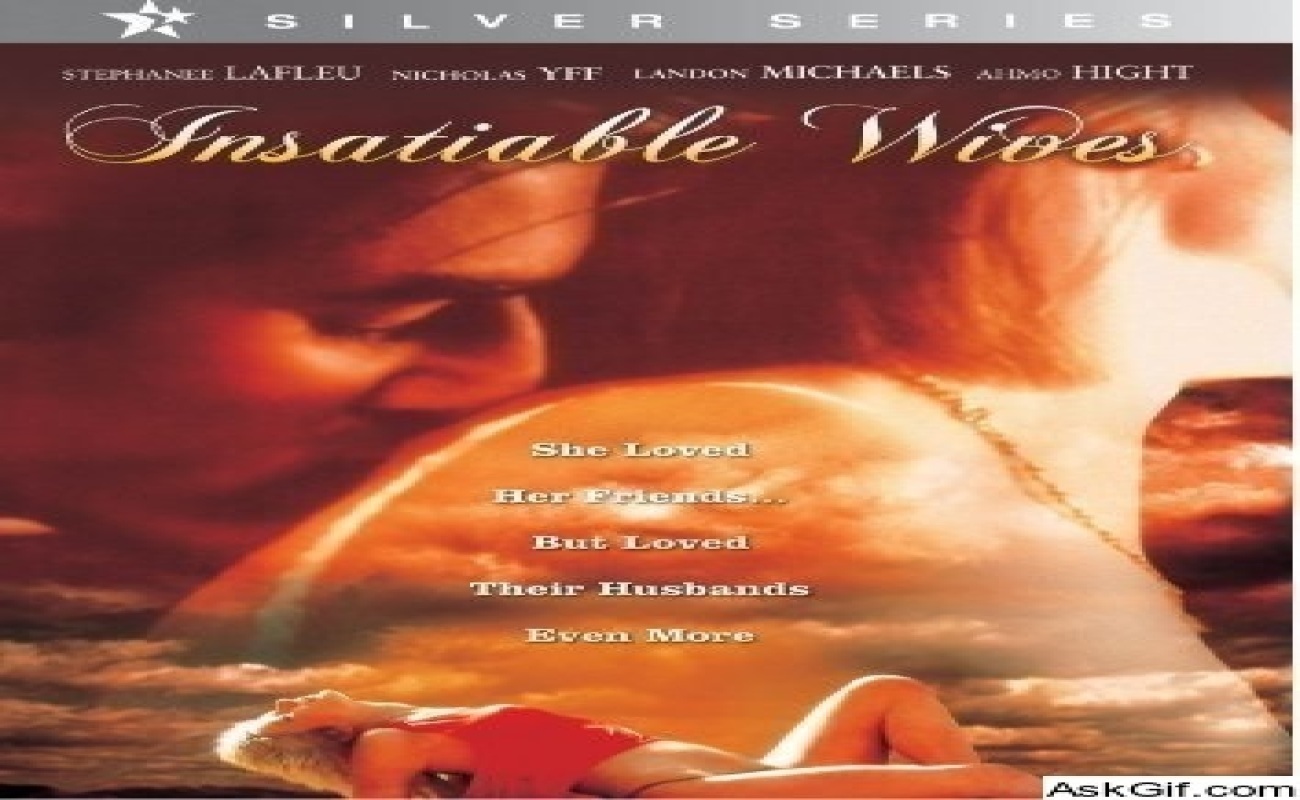 SILVER SERIES
STEPHANEE LAFLEU NICHOLAS YFF LANDON MICHAELS AHMO HIGHT
Insatiable Wives
She Loved
Her Friends...
But Loved
Their Husbands
Even More
AskGif.com